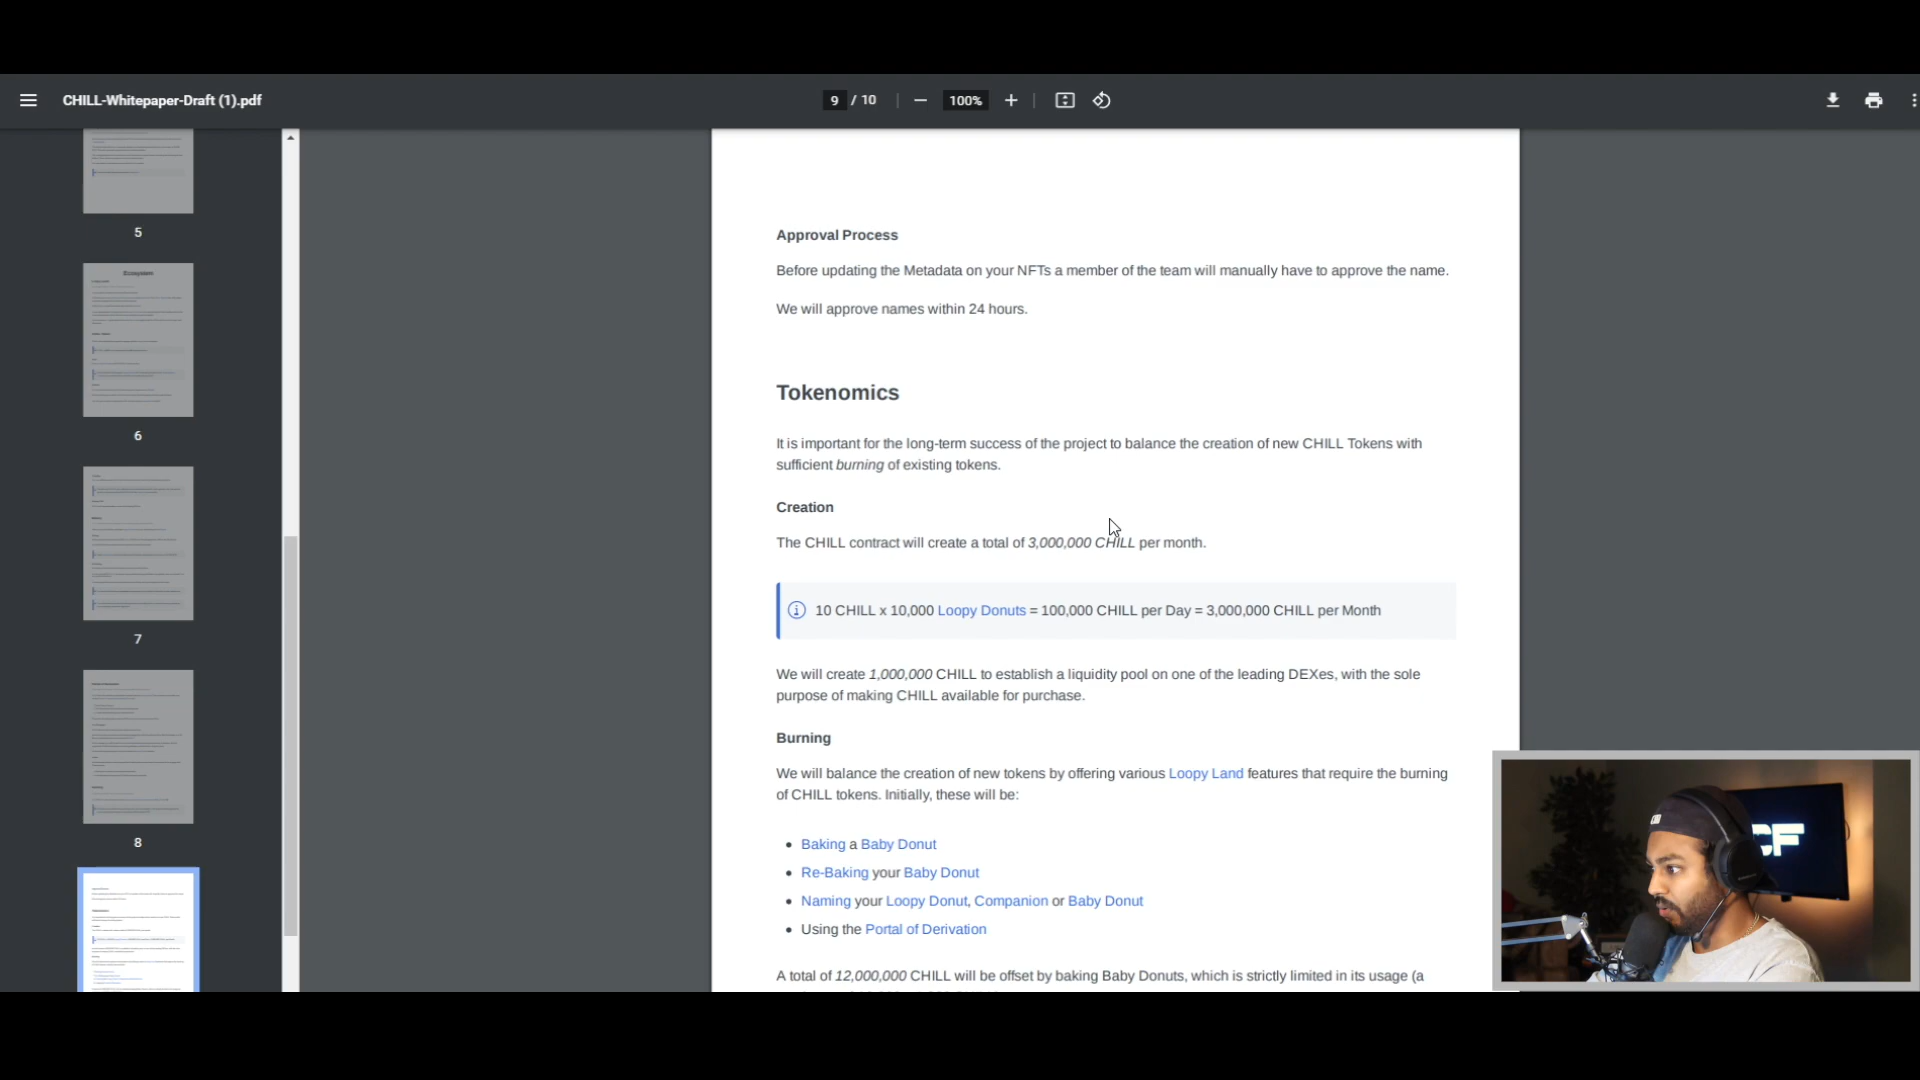 CHILL-Whitepaper-Draft (1).pdf
9 / 10
100%
5
Ecosystem
6
7
8
Approval Process
Before updating the Metadata on your NFTs a member of the team will manually have to approve the name.
We will approve names within 24 hours.
Tokenomics
It is important for the long-term success of the project to balance the creation of new CHILL Tokens with
sufficient burning of existing tokens.
Creation
The CHILL contract will create a total of 3,000,000 CHILL per month.
10 CHILL x 10,000 Loopy Donuts = 100,000 CHILL per Day = 3,000,000 CHILL per Month
We will create 1,000,000 CHILL to establish a liquidity pool on one of the leading DEXes, with the sole
purpose of making CHILL available for purchase.
Burning
We will balance the creation of new tokens by offering various Loopy Land features that require the burning
of CHILL tokens. Initially, these will be:
• Baking a Baby Donut
• Re-Baking your Baby Donut
• Naming your Loopy Donut, Companion or Baby Donut
• Using the Portal of Derivation
A total of 12,000,000 CHILL will be offset by baking Baby Donuts, which is strictly limited in its usage (a
CF